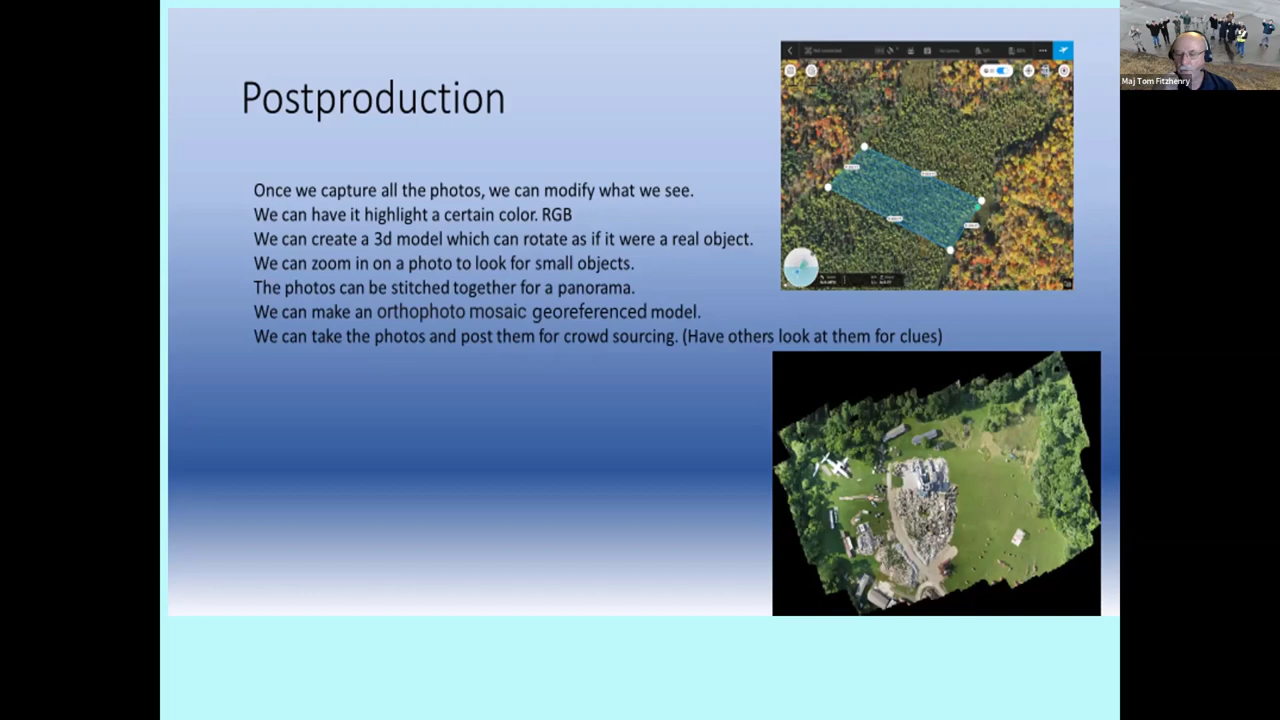 Postproduction
Once we capture all the photos, we can modify what we see.
We can have it highlight a certain color. RGB
We can create a 3d model which can rotate as if it were a real object.
We can zoom in on a photo to look for small objects.
The photos can be stitched together for a panorama.
We can make an orthophoto mosaic georeferenced model.
We can take the photos and post them for crowd sourcing. (Have others look at them for clues)
Maj Tom Fitzhenry